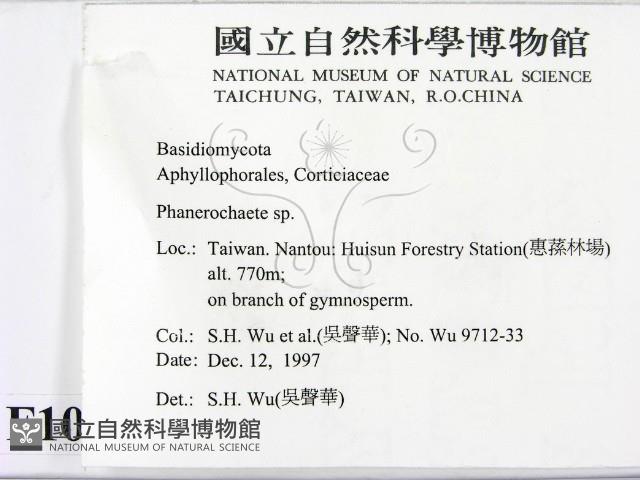 國立自然科學博物館
NATIONAL MUSEUM OF NATURAL SCIENCE
TAICHUNG, TAIWAN, R.O.CHINA
Basidiomycota
Aphyllophorales, Corticiaceae
Phanerochaete sp.
Loc.: Taiwan. Nantou: Huisun Forestry Station(惠蓀林場)
alt. 770m;
on branch of gymnosperm.
Col.: S.H. Wu et al.(吳聲華); No. Wu 9712-33
Date: Dec. 12, 1997
Det.: S.H. Wu(吳聲華)
F10
國立自然科學博物館
NATIONAL MUSEUM OF NATURAL SCIENCE